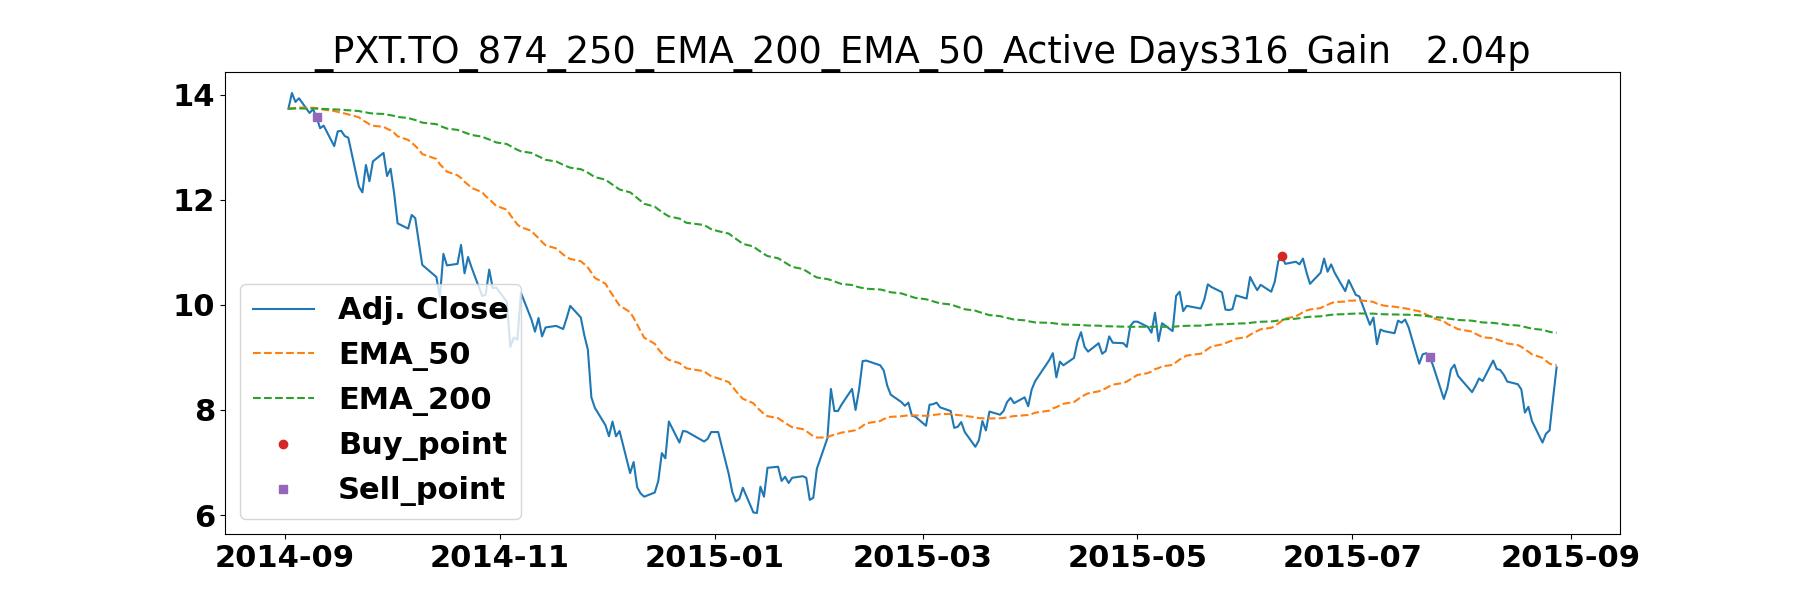 _PXT.TO_874_250_EMA_200_EMA_50_Active Days316_Gain   2.04p
14
12
10
8
6
Adj. Close
EMA_50
EMA_200
Buy_point
Sell_point
2014-09 2014-11 2015-01 2015-03 2015-05 2015-07 2015-09